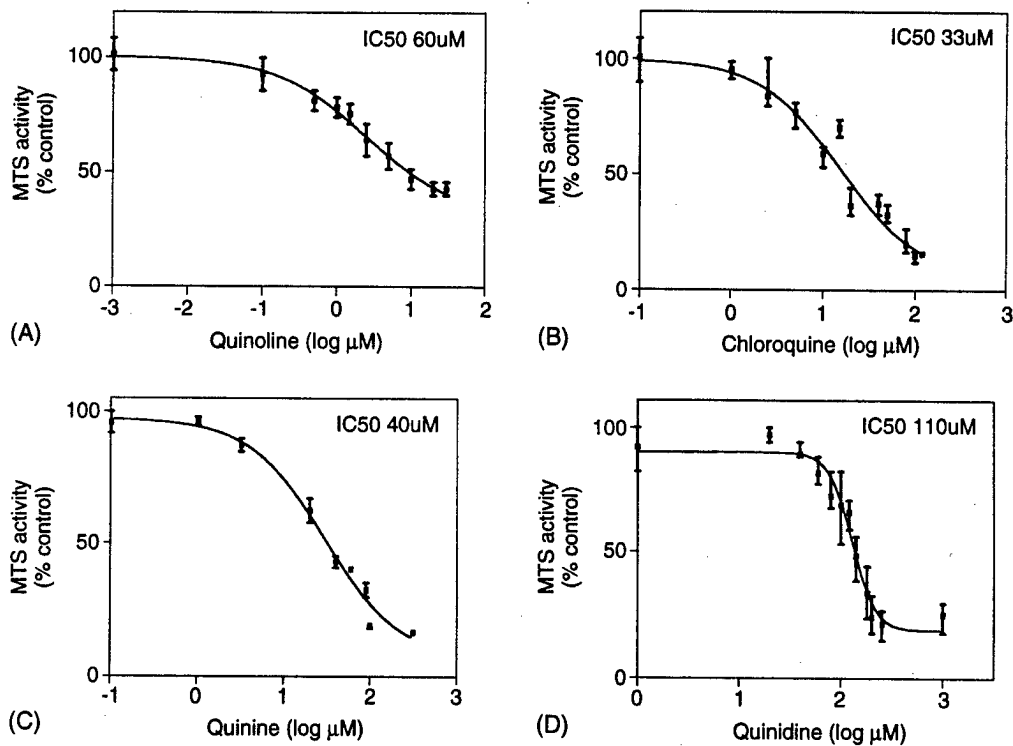 IC50 60uM
100
50
0
MTS activity
(% control)
-3 -2 -1 0 1 2
(A)
Quinoline (log µM)
IC50 33uM
100
50
0
MTS activity
(% control)
-1 0 1 2 3
(B)
Chloroquine (log µM)
IC50 40uM
100
50
0
MTS activity
(% control)
-1 0 1 2 3
(C)
Quinine (log µM)
IC50 110uM
100
50
0
MTS activity
(% control)
0 1 2 3
(D)
Quinidine (log µM)